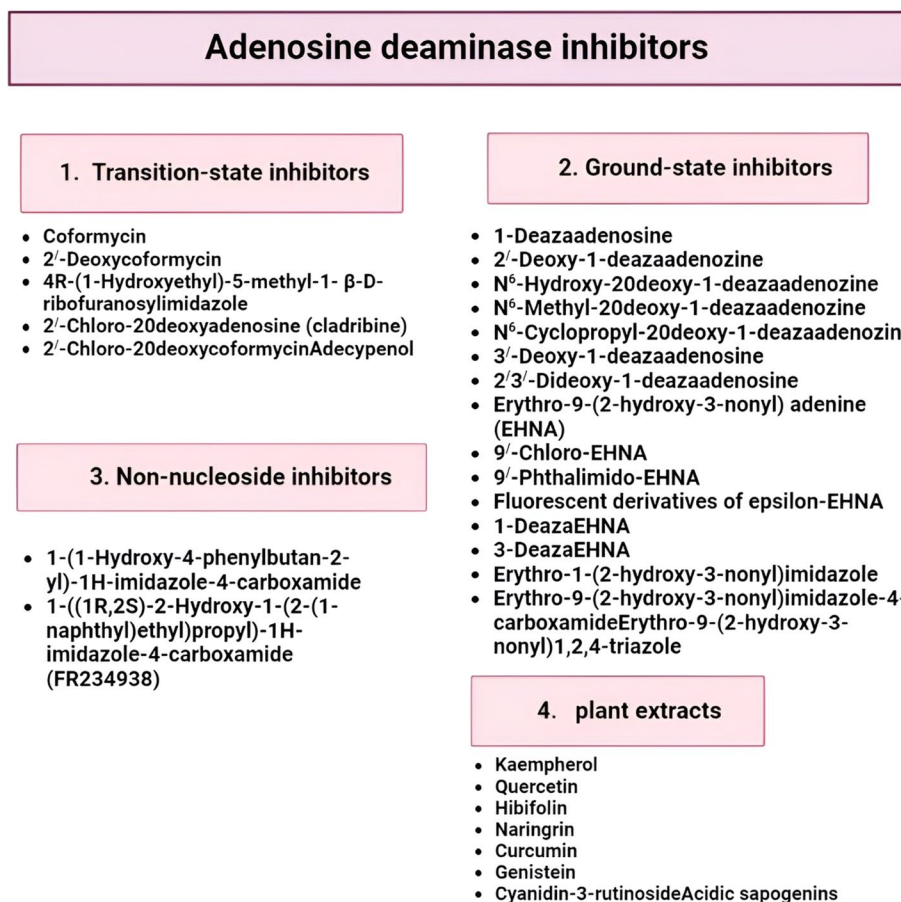 Adenosine deaminase inhibitors
1. Transition-state inhibitors
• Coformycin
• 2′-Deoxycoformycin
• 4R-(1-Hydroxyethyl)-5-methyl-1- β-D-
ribofuranosylimidazole
• 2′-Chloro-20deoxyadenosine (cladribine)
• 2′-Chloro-20deoxycoformycinAdecypenol
2. Ground-state inhibitors
• 1-Deazaadenosine
• 2′-Deoxy-1-deazaadenozine
• N⁶-Hydroxy-20deoxy-1-deazaadenozine
• N⁶-Methyl-20deoxy-1-deazaadenozine
• N⁶-Cyclopropyl-20deoxy-1-deazaadenozin
• 3′-Deoxy-1-deazaadenosine
• 2′3′-Dideoxy-1-deazaadenosine
• Erythro-9-(2-hydroxy-3-nonyl) adenine
(EHNA)
• 9′-Chloro-EHNA
• 9′-Phthalimido-EHNA
• Fluorescent derivatives of epsilon-EHNA
• 1-DeazaEHNA
• 3-DeazaEHNA
• Erythro-1-(2-hydroxy-3-nonyl)imidazole
• Erythro-9-(2-hydroxy-3-nonyl)imidazole-4-
carboxamideErythro-9-(2-hydroxy-3-
nonyl)1,2,4-triazole
3. Non-nucleoside inhibitors
• 1-(1-Hydroxy-4-phenylbutan-2-
yl)-1H-imidazole-4-carboxamide
• 1-((1R,2S)-2-Hydroxy-1-(2-(1-
naphthyl)ethyl)propyl)-1H-
imidazole-4-carboxamide
(FR234938)
4. plant extracts
• Kaempherol
• Quercetin
• Hibifolin
• Naringrin
• Curcumin
• Genistein
• Cyanidin-3-rutinosideAcidic sapogenins